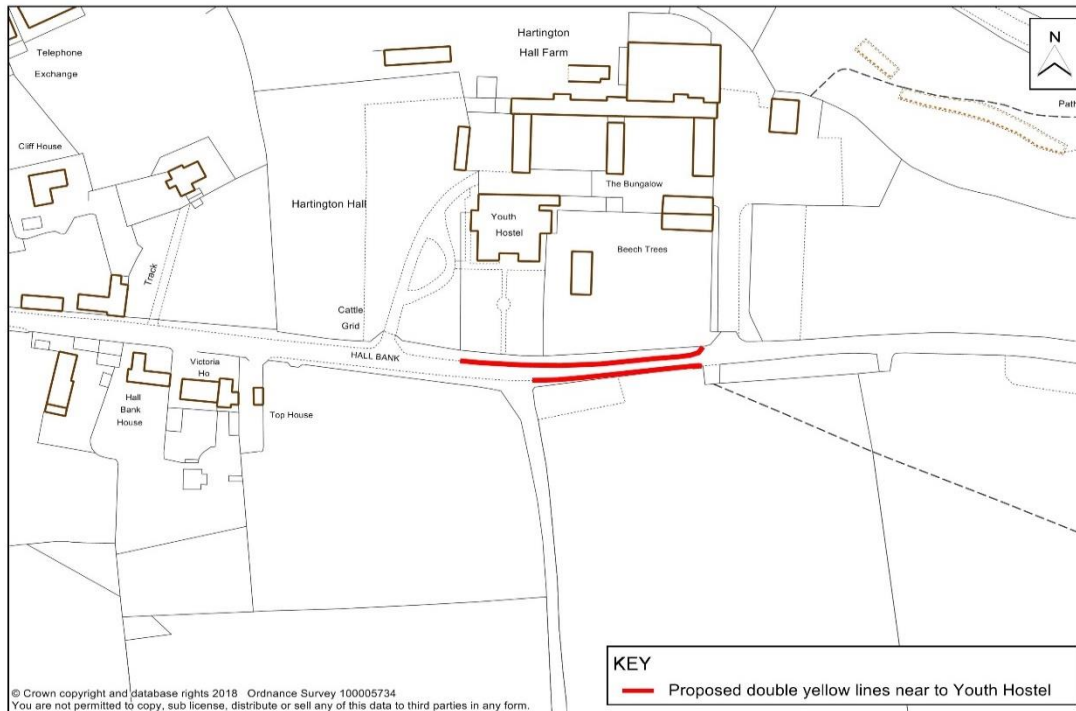 Hartington
Hall Farm
N
Telephone
Exchange
Path
Cliff House
The Bungalow
Hartington Hall
Youth
Hostel
Beech Trees
Track
Cattle
Grid
HALL BANK
Victoria
Ho
Hall
Bank
House
Top House
KEY
Proposed double yellow lines near to Youth Hostel
© Crown copyright and database rights 2018 Ordnance Survey 100005734
You are not permitted to copy, sub license, distribute or sell any of this data to third parties in any form.